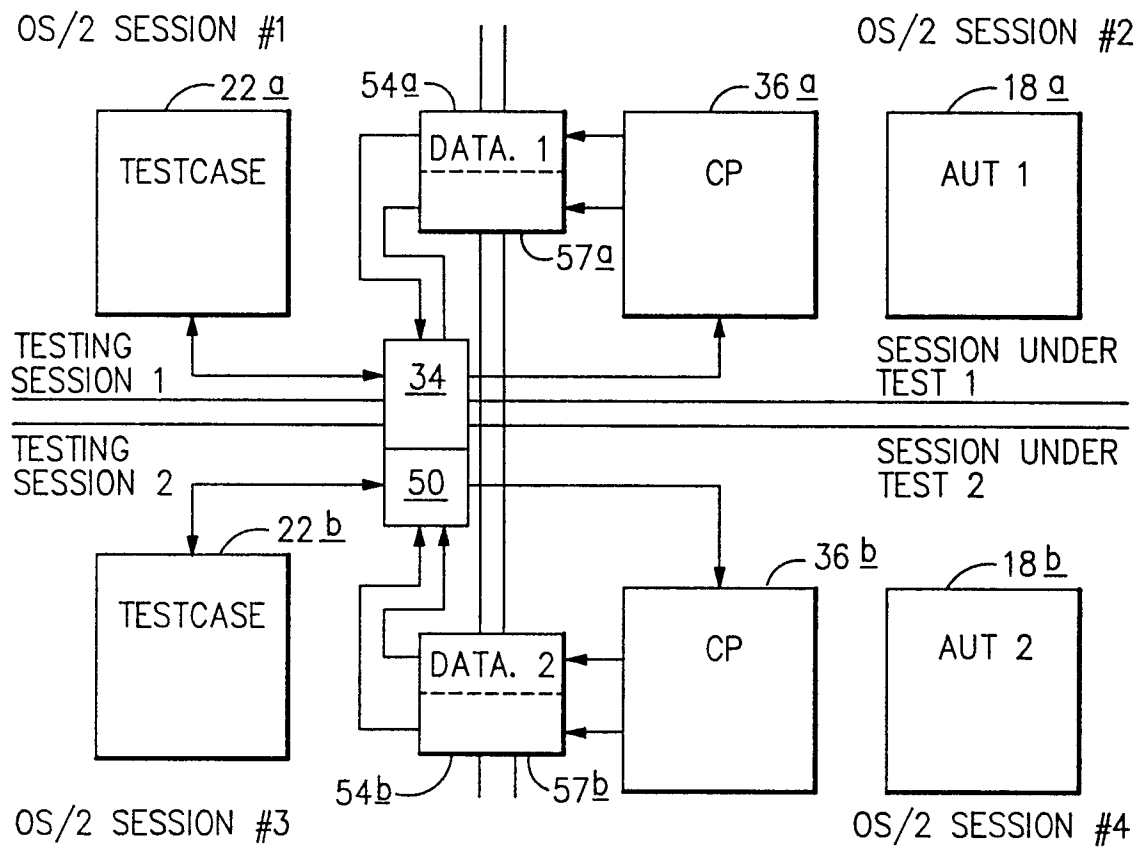 OS/2 SESSION #1
OS/2 SESSION #2
22a
54a
36a
18a
TESTCASE
DATA. 1
CP
AUT 1
57a
TESTING
SESSION 1
34
SESSION UNDER
TEST 1
TESTING
SESSION 2
50
SESSION UNDER
TEST 2
22b
36b
18b
TESTCASE
DATA. 2
CP
AUT 2
54b
57b
OS/2 SESSION #3
OS/2 SESSION #4